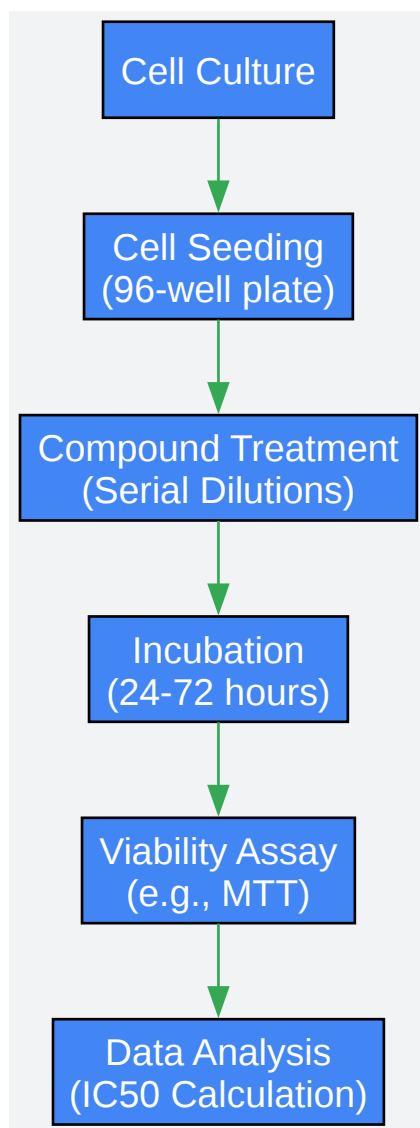 Cell Culture
Cell Seeding
(96-well plate)
Compound Treatment
(Serial Dilutions)
Incubation
(24-72 hours)
Viability Assay
(e.g., MTT)
Data Analysis
(IC50 Calculation)